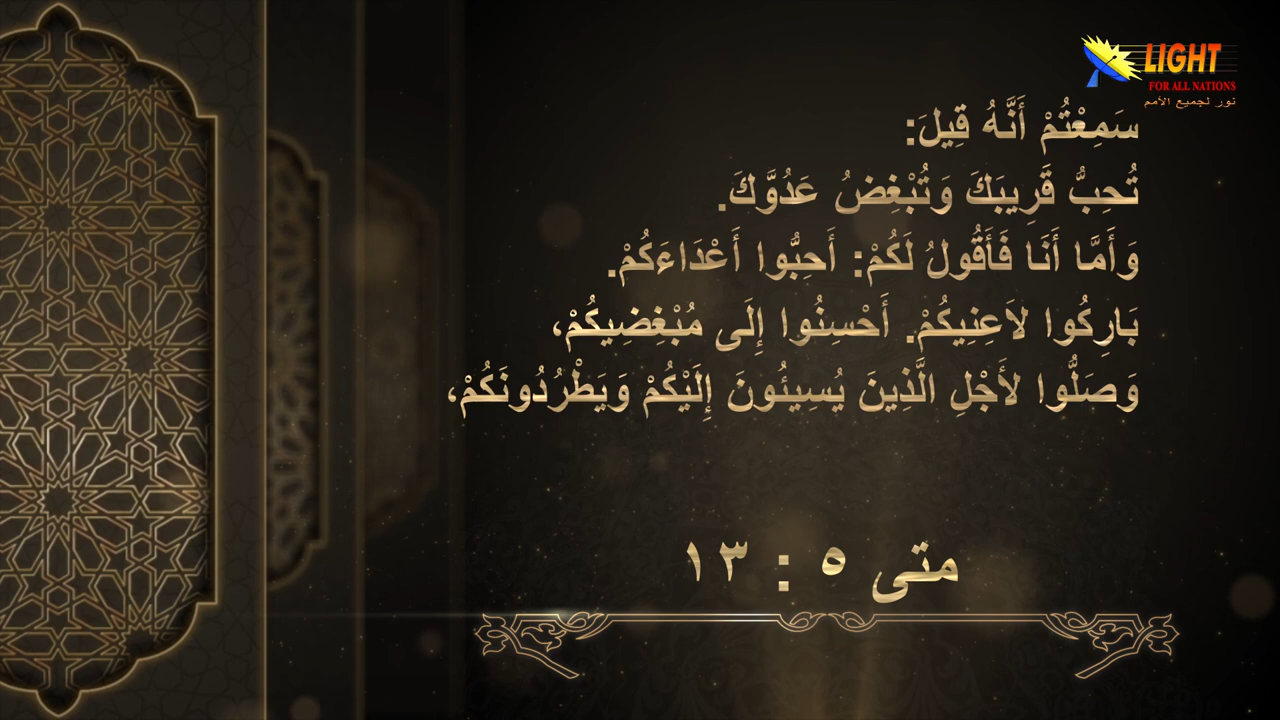 LIGHT
FOR ALL NATIONS
نور لجميع الأمم
سَمِعْتُمْ أَنَّهُ قِيلَ:
تُحِبُّ قَرِيبَكَ وَتُبْغِضُ عَدُوَّكَ.
وَأَمَّا أَنَا فَأَقُولُ لَكُمْ: أَحِبُّوا أَعْدَاءَكُمْ.
بَارِكُوا لاَعِنِيكُمْ. أَحْسِنُوا إِلَى مُبْغِضِيكُمْ،
وَصَلُّوا لأَجْلِ الَّذِينَ يُسِيئُونَ إِلَيْكُمْ وَيَطْرُدُونَكُمْ،
متى ٥ : ١٣